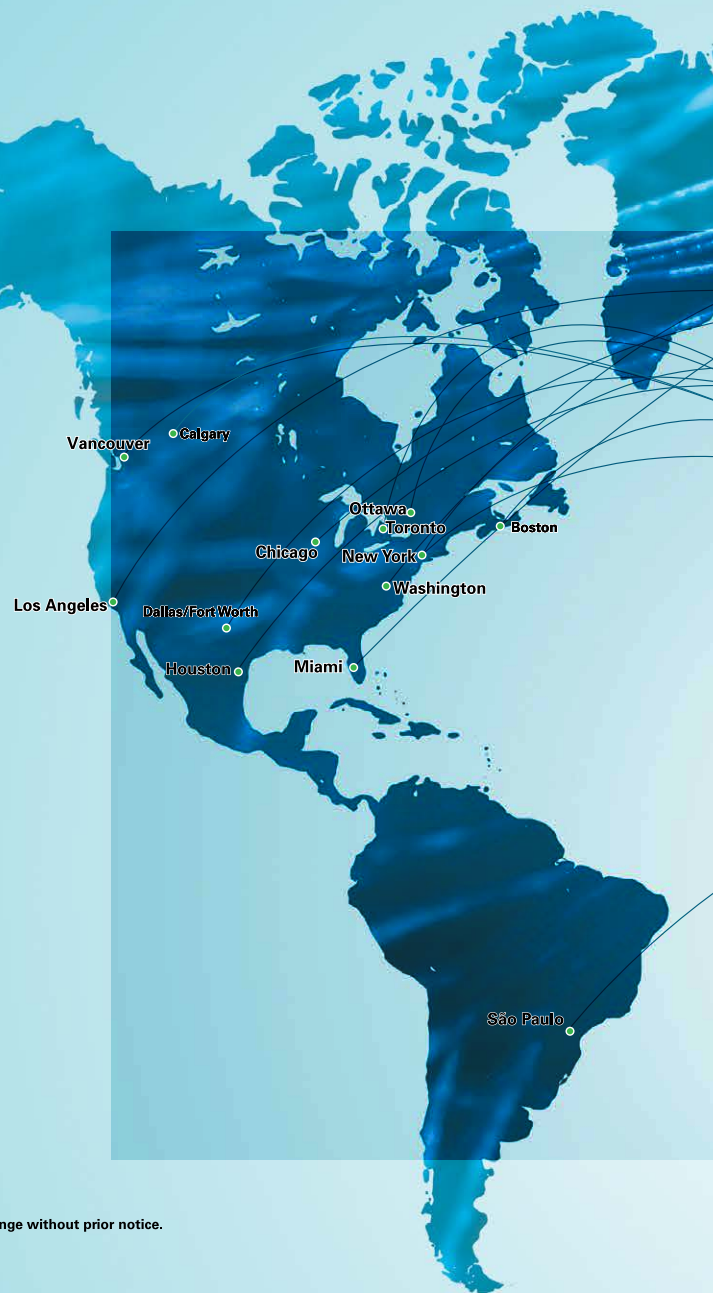 Calgary
Vancouver
Ottawa
Toronto
Boston
Chicago
New York
Washington
Los Angeles
Dallas/Fort Worth
Houston
Miami
São Paulo
nge without prior notice.